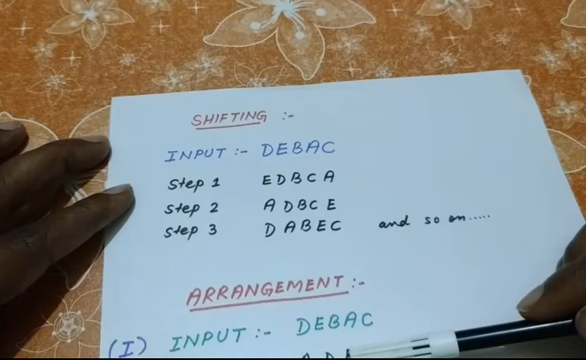 SHIFTING :-
INPUT :- DEBAC
Step 1 EDBCA
Step 2 ADBCE
Step 3 DABEC and so on.....
ARRANGEMENT :-
(I) INPUT :- DEBAC